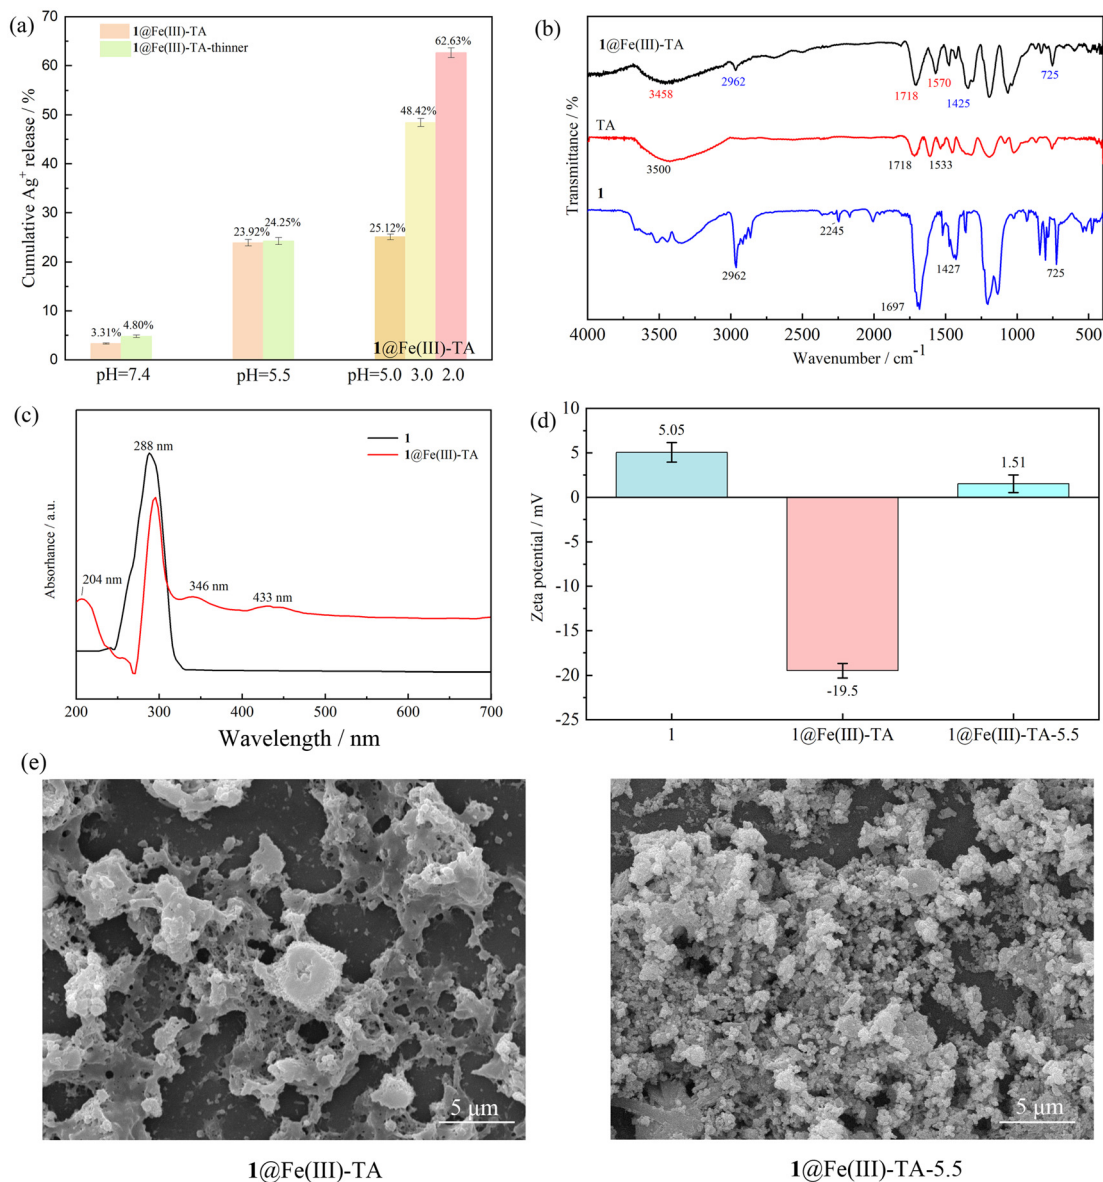 (a)
1@Fe(III)-TA
1@Fe(III)-TA-thinner
Cumulative Ag+ release / %
70
60
50
40
30
20
10
0
3.31%
4.80%
23.92%
24.25%
25.12%
48.42%
62.63%
1@Fe(III)-TA
pH=7.4
pH=5.5
pH=5.0 3.0 2.0
(b)
1@Fe(III)-TA
3458
2962
1718
1570
1425
725
TA
3500
1718
1533
1
2962
2245
1697
1427
725
Transmittance / %
4000 3500 3000 2500 2000 1500 1000 500
Wavenumber / cm-1
(c)
1
1@Fe(III)-TA
288 nm
204 nm
346 nm
433 nm
Absorhance / a.u.
200 300 400 500 600 700
Wavelength / nm
(d)
Zeta potential / mV
10
5
0
-5
-10
-15
-20
-25
5.05
-19.5
1.51
1 1@Fe(III)-TA 1@Fe(III)-TA-5.5
(e)
5 μm
5 μm
1@Fe(III)-TA
1@Fe(III)-TA-5.5